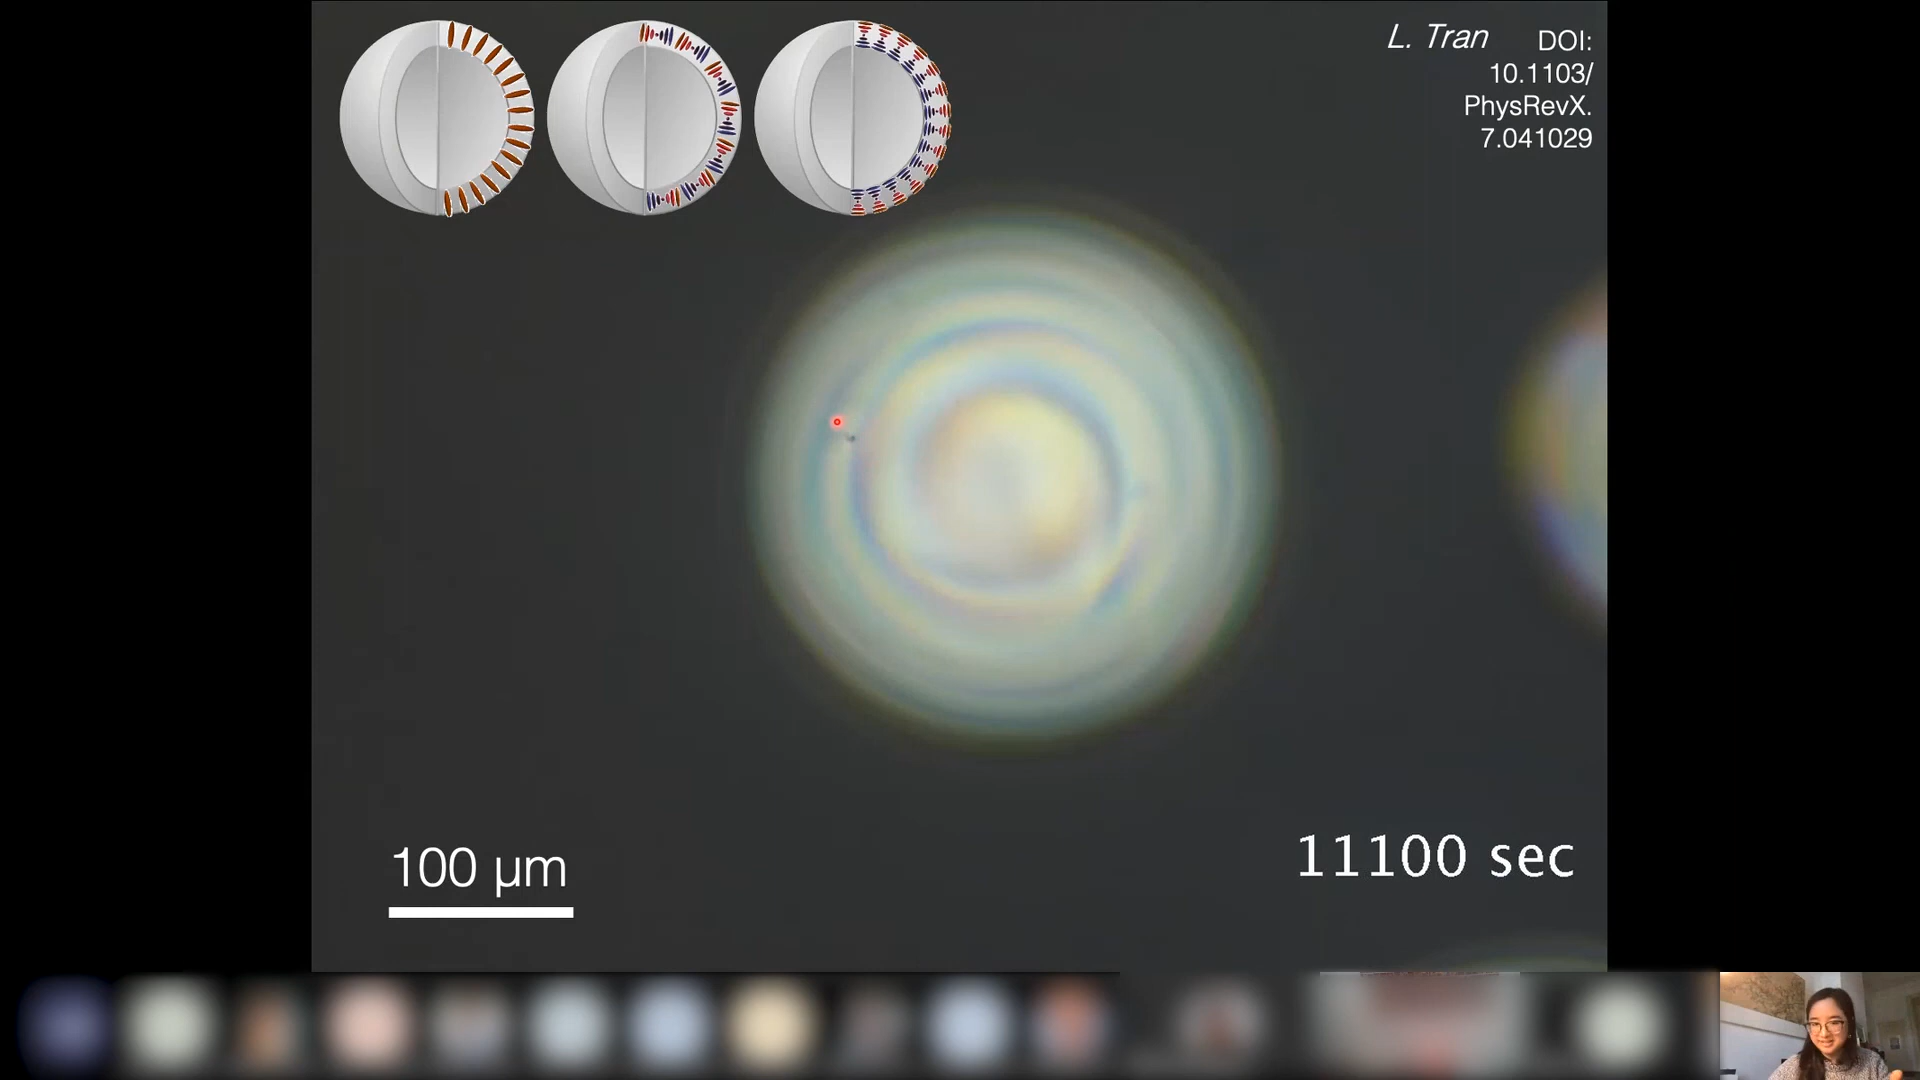 L. Tran DOI:
10.1103/
PhysRevX.
7.041029
100 µm
11100 sec